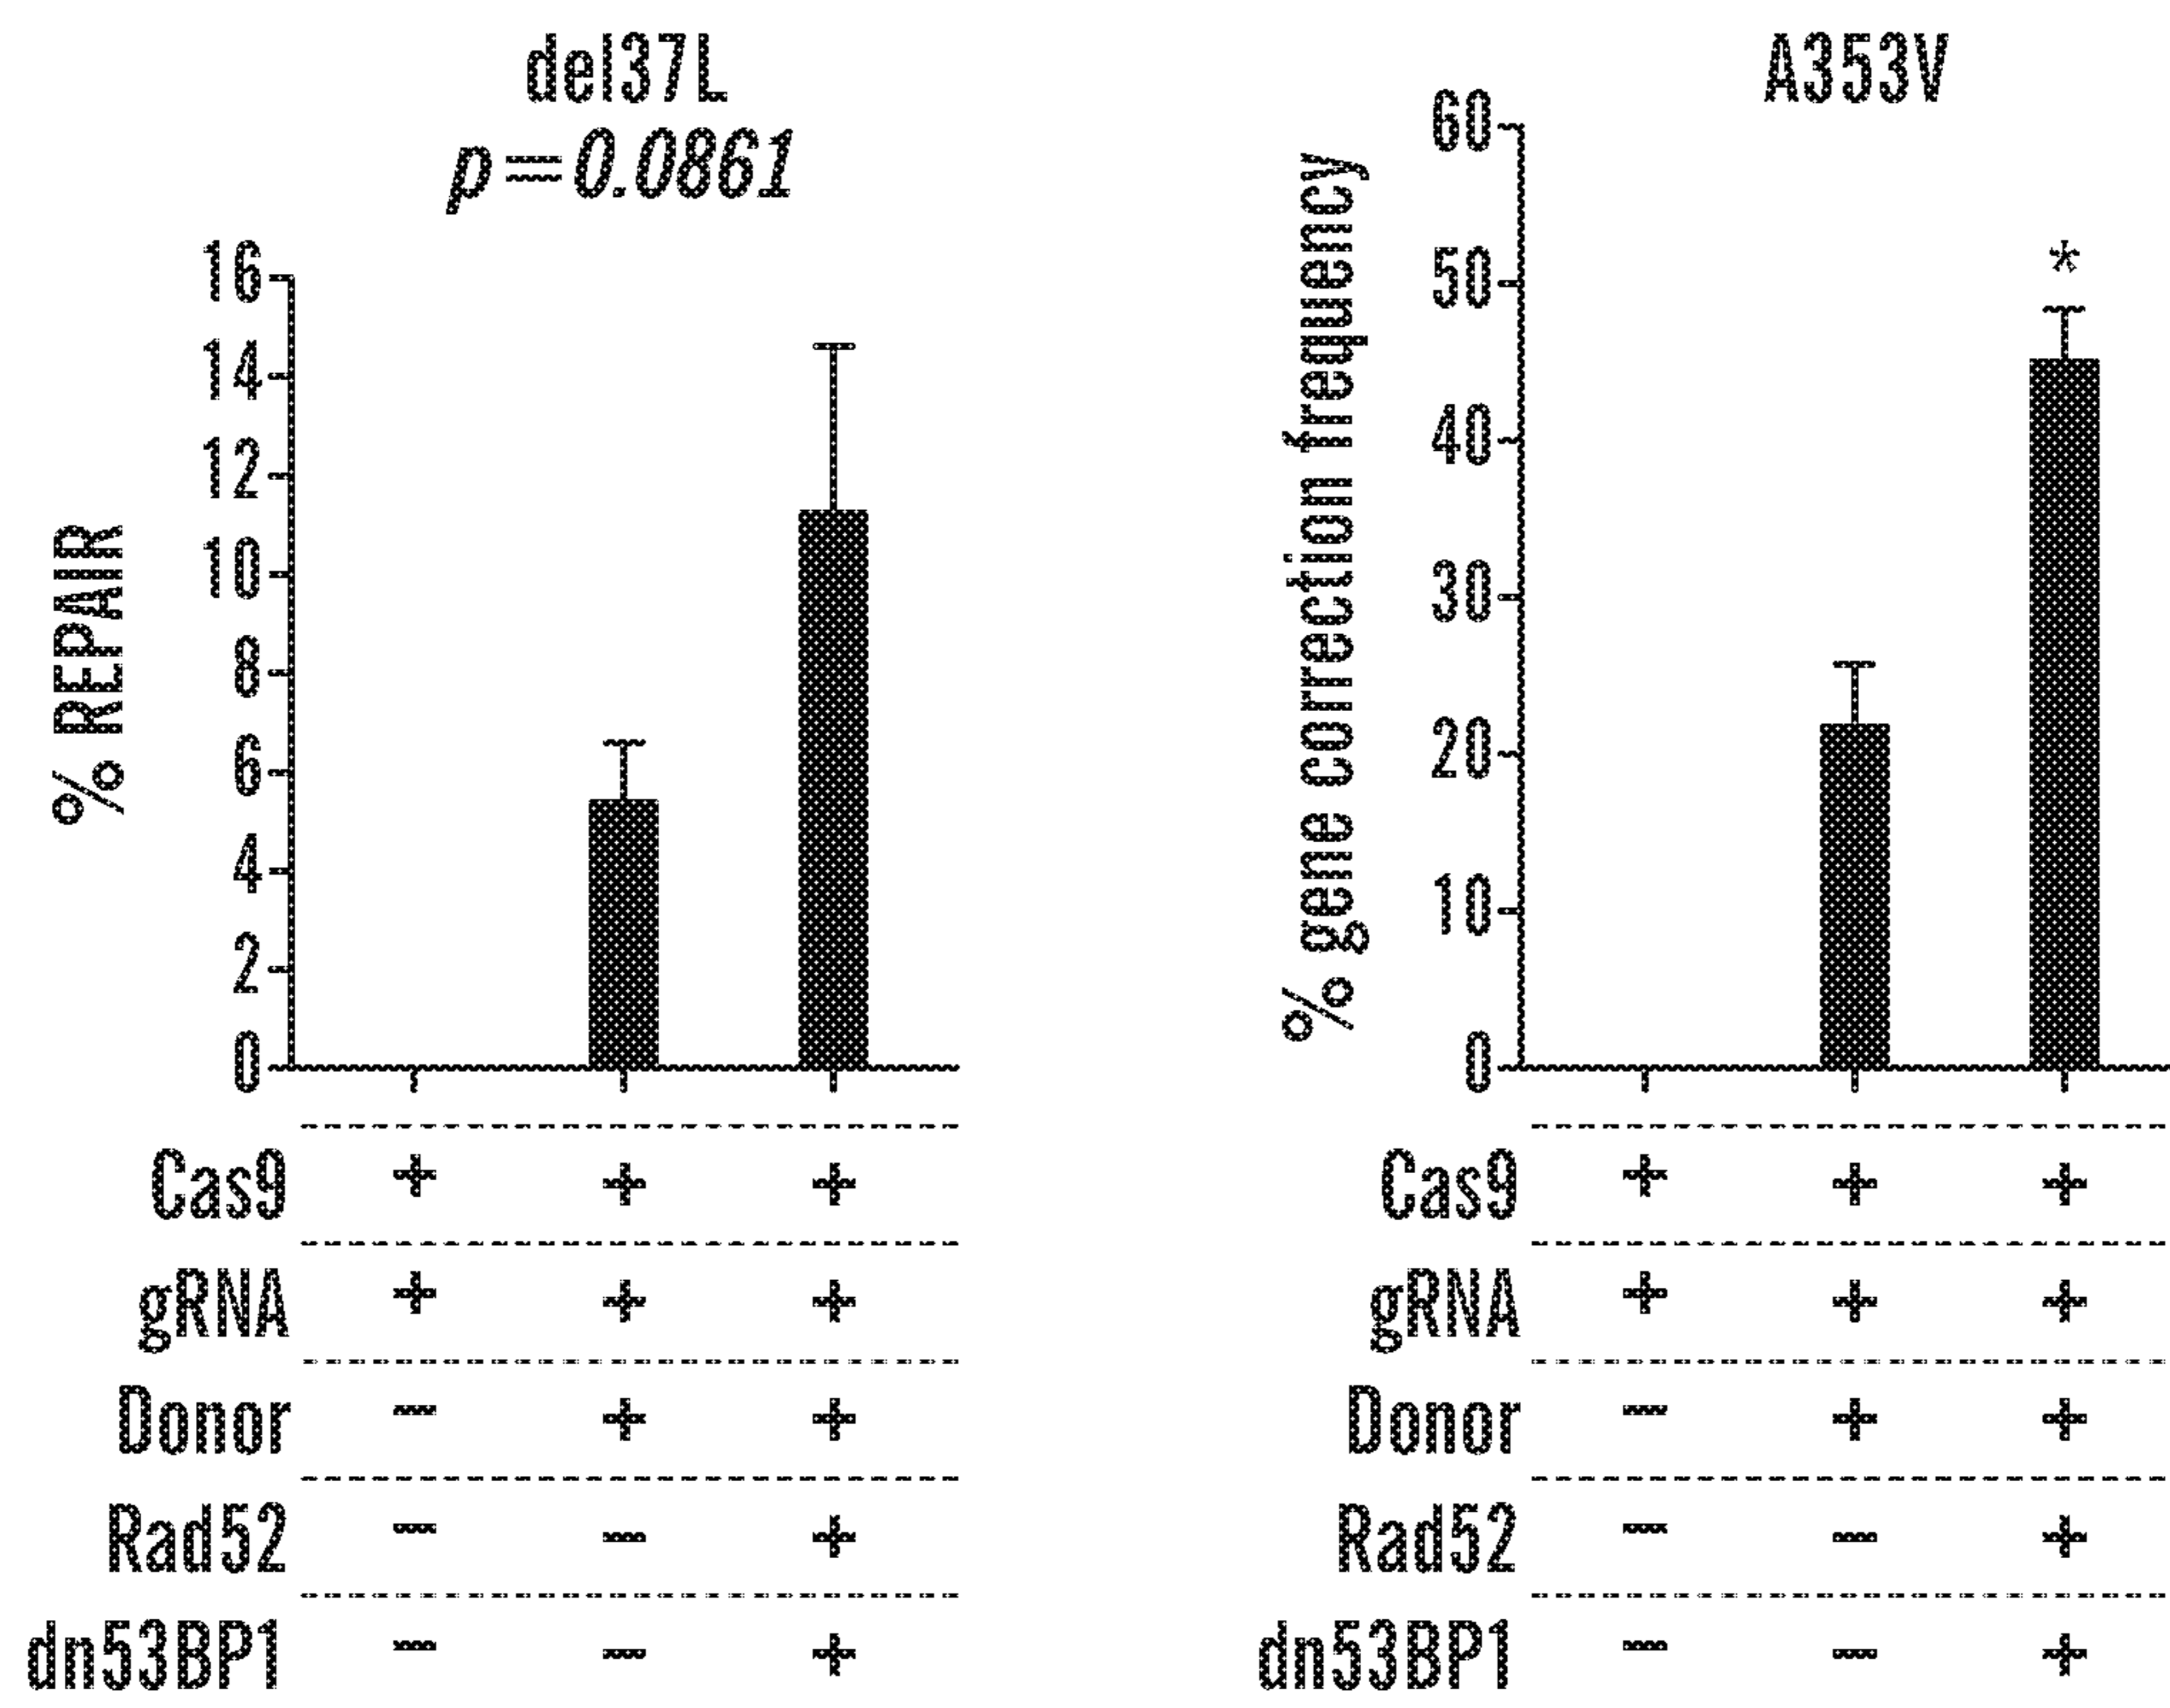 del37L
p=0.0861
% REPAIR
16
14
12
10
8
6
4
2
0
Cas9 + + +
gRNA + + +
Donor – + +
Rad52 – – +
dn53BP1 – – +
A353V
% gene correction frequency
60
50
40
30
20
10
0
*
Cas9 + + +
gRNA + + +
Donor – + +
Rad52 – – +
dn53BP1 – – +